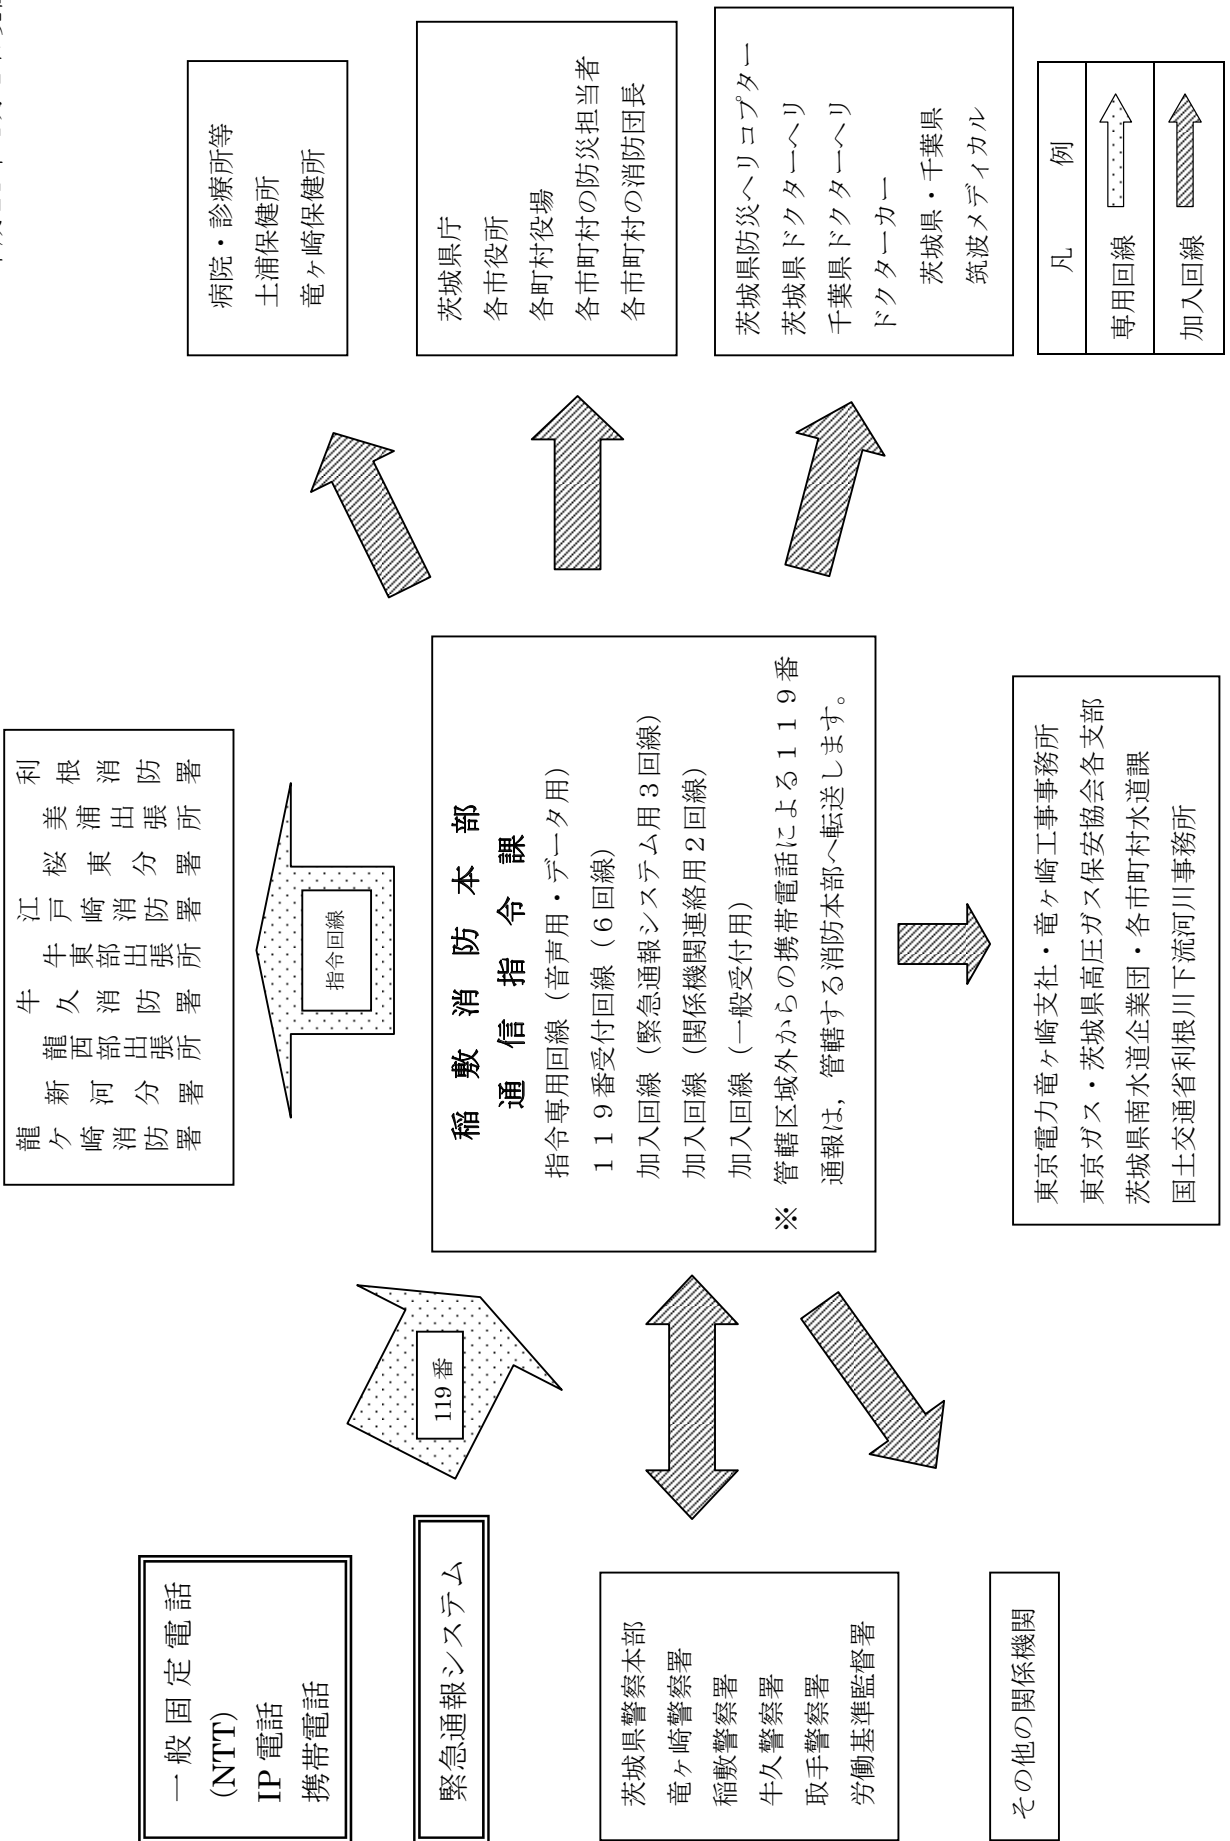 龍ケ崎消防署
新河分署
龍西部出張所
牛久消防署
牛東部出張所
江戸崎消防署
桜東分署
美浦出張所
利根消防署
指令回線
一般固定電話
(NTT)
IP 電話
携帯電話
緊急通報システム
119 番
茨城県警察本部
竜ヶ崎警察署
稲敷警察署
牛久警察署
取手警察署
労働基準監督署
その他の関係機関
稲敷消防本部
通信指令課
指令専用回線（音声用・データ用）
１１９番受付回線（６回線）
加入回線（緊急通報システム用３回線）
加入回線（関係機関連絡用２回線）
加入回線（一般受付用）
※ 管轄区域外からの携帯電話による１１９番
通報は，管轄する消防本部へ転送します。
東京電力竜ヶ崎支社・竜ヶ崎工事事務所
東京ガス・茨城県高圧ガス保安協会各支部
茨城県南水道企業団・各市町村水道課
国土交通省利根川下流河川事務所
病院・診療所等
土浦保健所
竜ヶ崎保健所
茨城県庁
各市役所
各町村役場
各市町村の防災担当者
各市町村の消防団長
茨城県防災ヘリコプター
茨城県ドクターヘリ
千葉県ドクターヘリ
ドクターカー
茨城県・千葉県
筑波メディカル
凡例
専用回線
加入回線